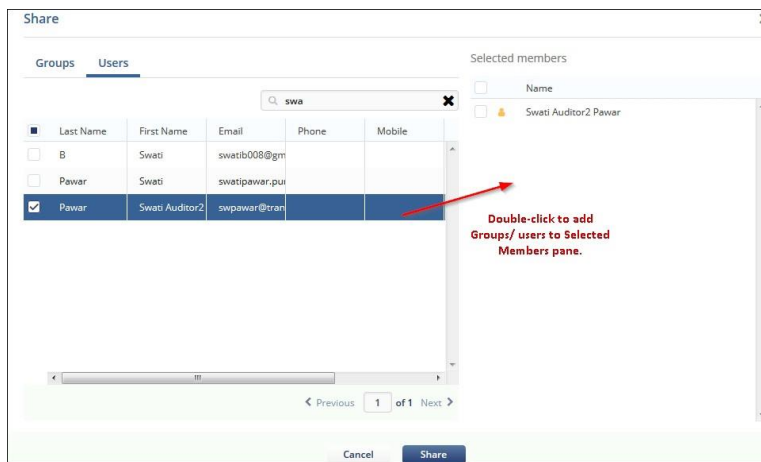 Share
Groups Users
swa
Last Name First Name Email Phone Mobile
B Swati swatib008@gm
Pawar Swati swatipawar.pui
Pawar Swati Auditor2 swpawar@tran
Previous 1 of 1 Next
Selected members
Name
Swati Auditor2 Pawar
Double-click to add
Groups/ users to Selected
Members pane.
Cancel Share